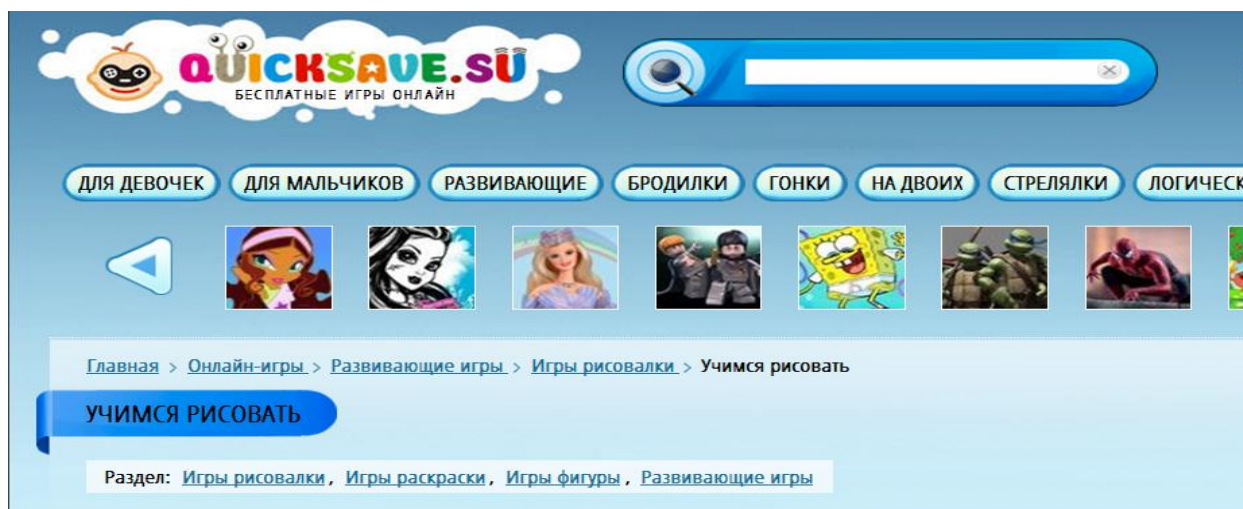 QUICKSAVE.SU
БЕСПЛАТНЫЕ ИГРЫ ОНЛАЙН
ДЛЯ ДЕВОЧЕК ДЛЯ МАЛЬЧИКОВ РАЗВИВАЮЩИЕ БРОДИЛКИ ГОНКИ НА ДВОИХ СТРЕЛЯЛКИ
Главная > Онлайн-игры > Развивающие игры > Игры рисовалки > Учимся рисовать
УЧИМСЯ РИСОВАТЬ
Раздел: Игры рисовалки , Игры раскраски , Игры фигуры , Развивающие игры